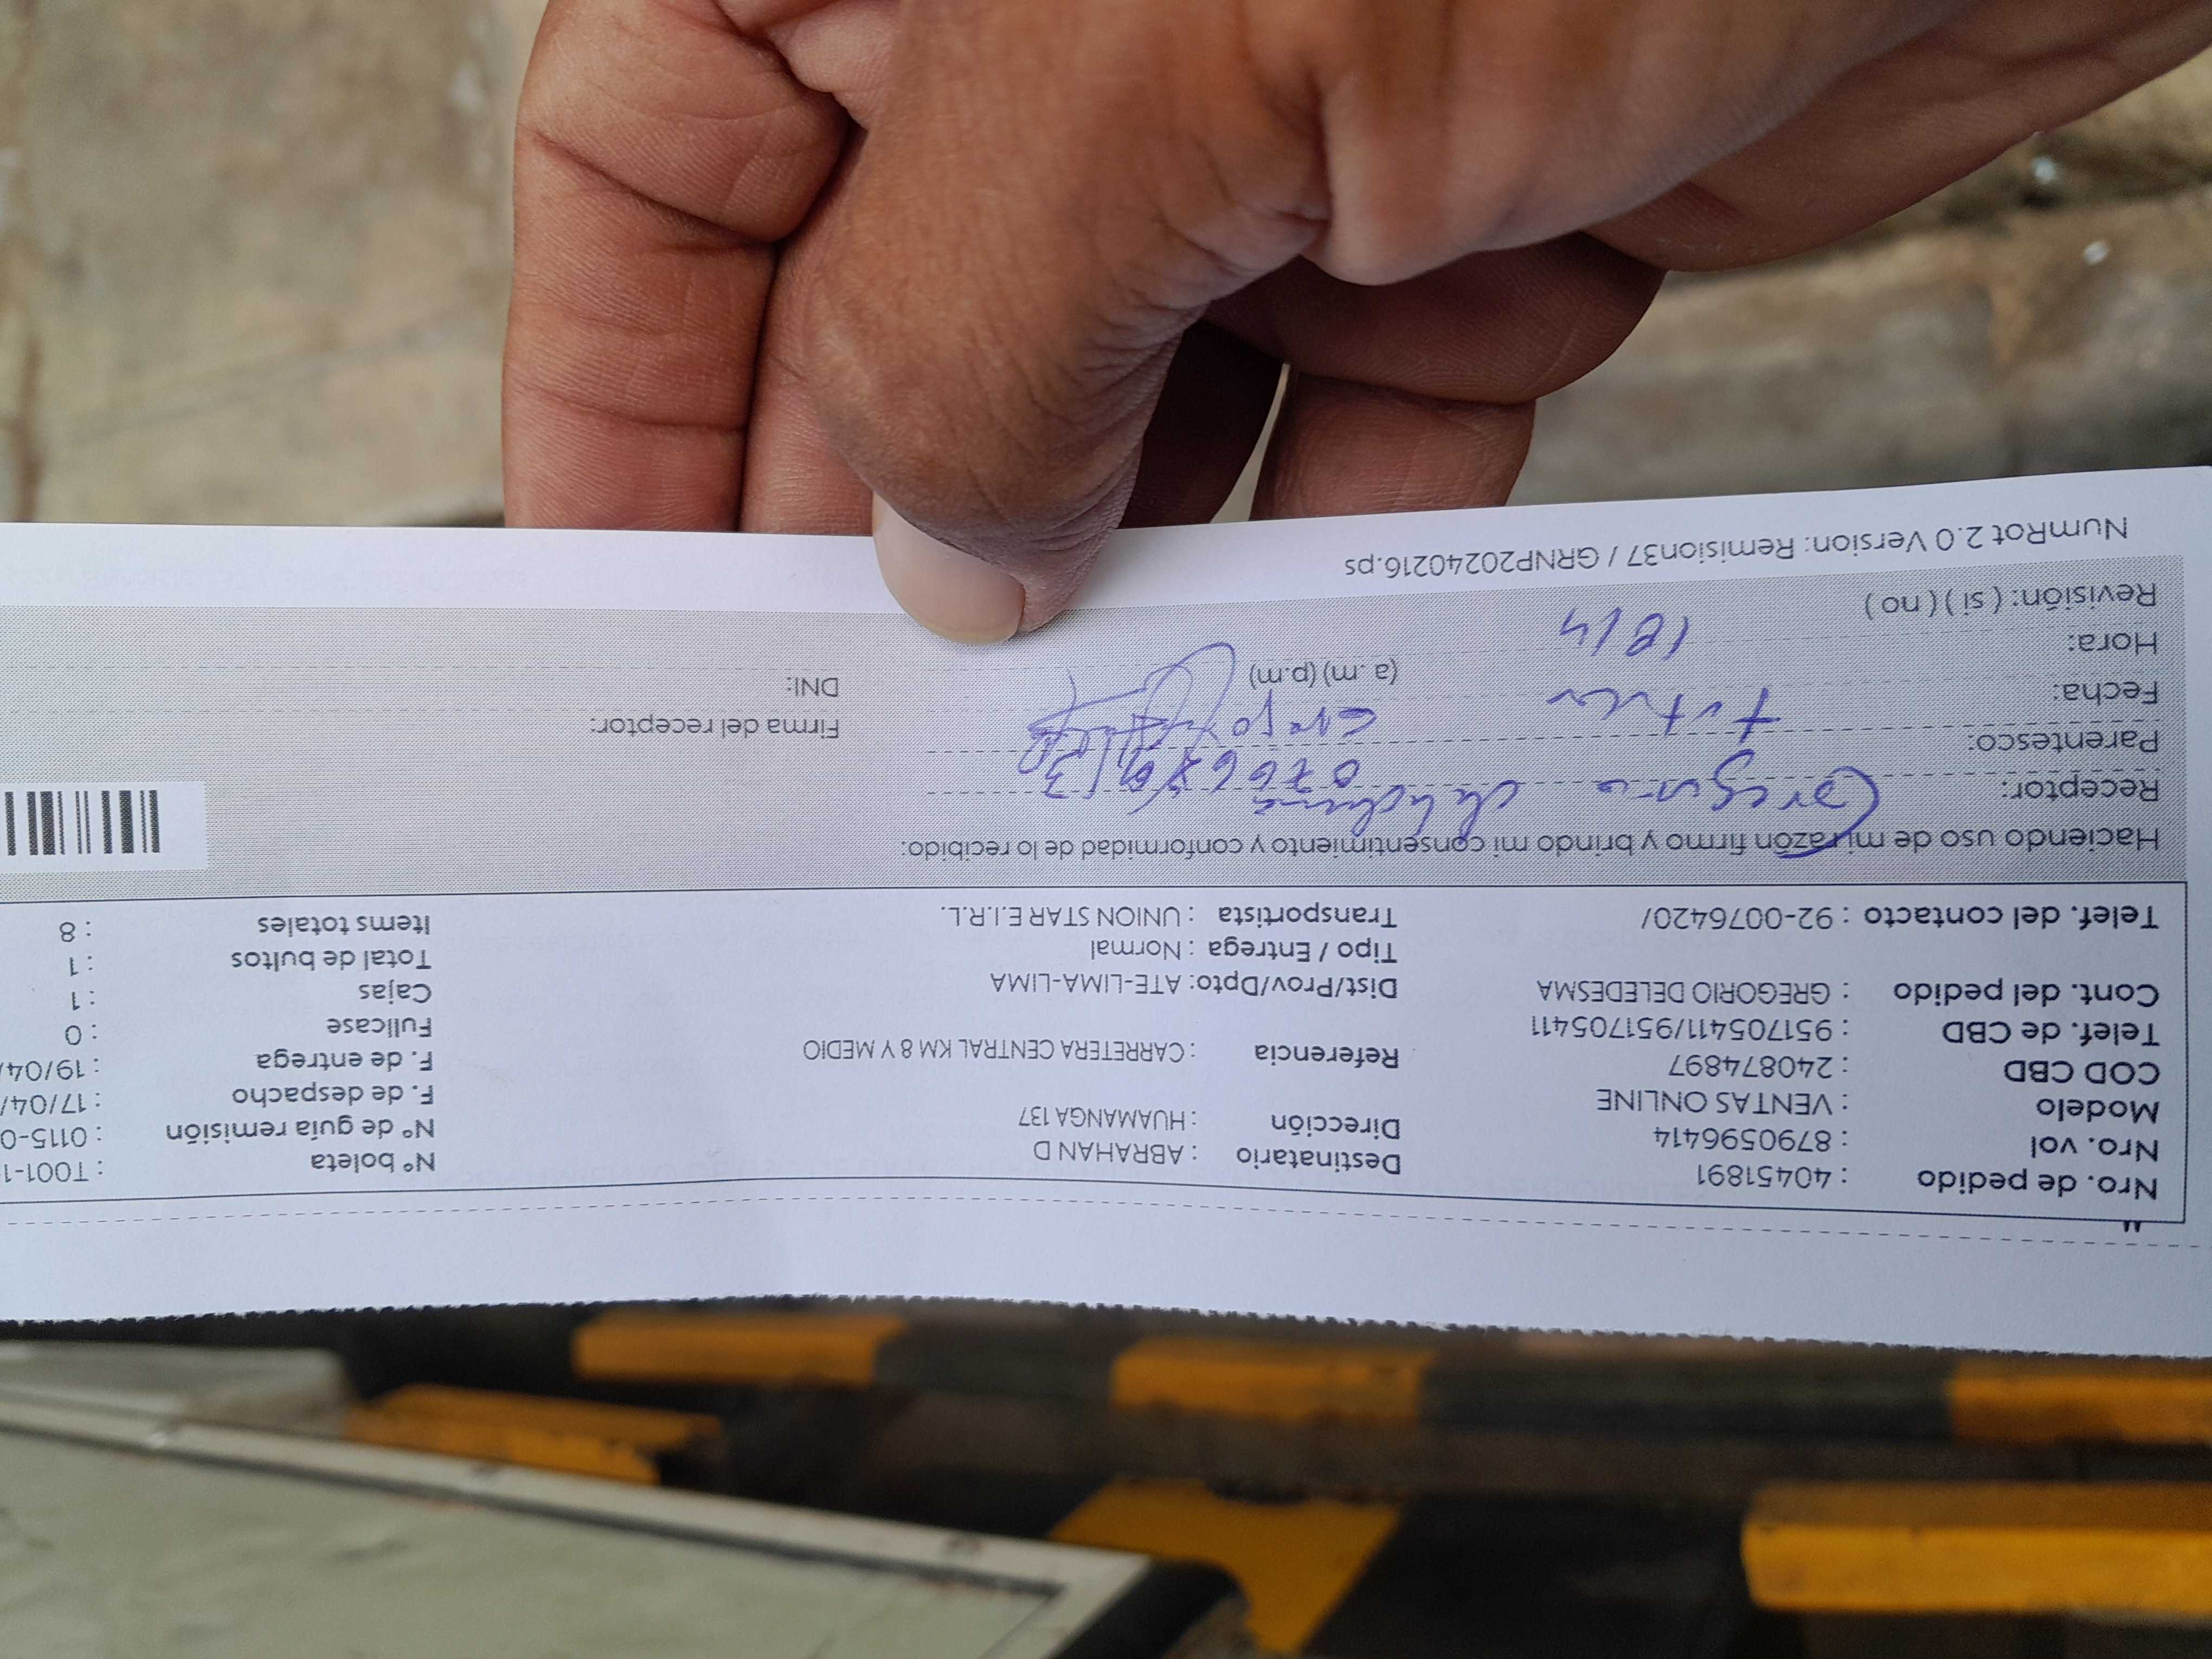 Nro. de pedido : 40451891
Nro. vol : 8790596414
Modelo : VENTAS ONLINE
COD CBD : 240874897
Telef. de CBD : 951705411/951705411
Cont. del pedido : GREGORIO DELEDESMA
Telef. del contacto : 92-0076420/
Destinatario : ABRAHAN D
Dirección : HUAMANGA 137
Referencia : CARRETERA CENTRAL KM 8 Y MEDIO
Dist/Prov/Dpto: ATE-LIMA-LIMA
Tipo / Entrega : Normal
Transportista : UNION STAR E.I.R.L.
N° boleta : T001-1
N° de guía remisión : 0115-0
F. de despacho : 17/04/
F. de entrega : 19/04/
Fullcase : 0
Cajas : 1
Total de bultos : 1
Items totales : 8
Haciendo uso de mi razón firmo y brindo mi consentimiento y conformidad de lo recibido:
Receptor: Gregorio
Parentesco:
Fecha: (a. m) (p.m)
Hora: 18/4
Revisión: ( si ) ( no )
Firma del receptor:
DNI:
NumRot 2.0 Version: Remision37 / GRNP20240216.ps